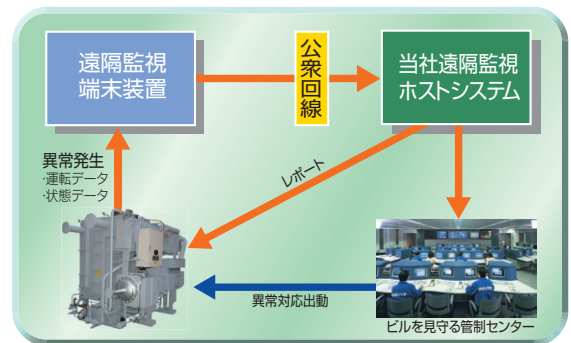 遠隔監視
端末装置
公衆回線
当社遠隔監視
ホストシステム
異常発生
・運転データ
・状態データ
レポート
異常対応出動
ビルを見守る管制センター